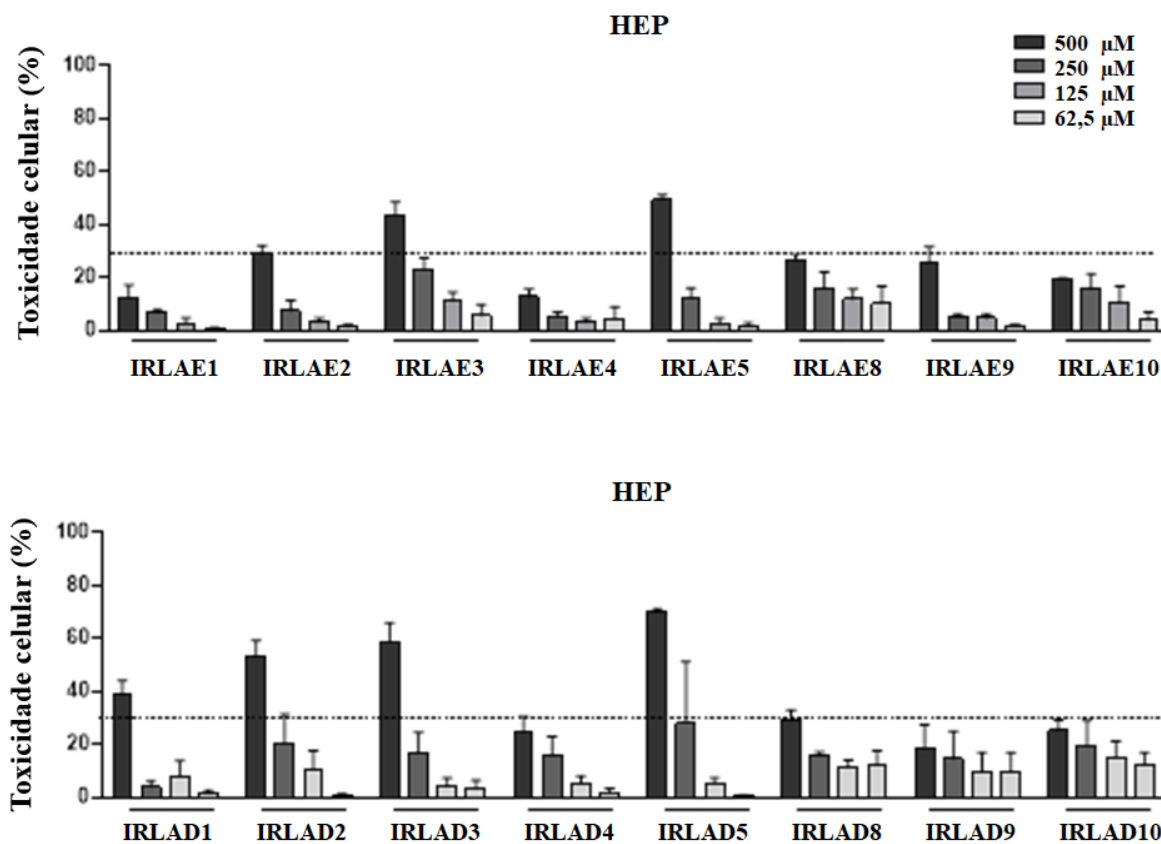 HEP
500 µM
250 µM
125 µM
62,5 µM
Toxicidade celular (%)
100
80
60
40
20
0
IRLAE1 IRLAE2 IRLAE3 IRLAE4 IRLAE5 IRLAE8 IRLAE9 IRLAE10
HEP
Toxicidade celular (%)
100
80
60
40
20
0
IRLAD1 IRLAD2 IRLAD3 IRLAD4 IRLAD5 IRLAD8 IRLAD9 IRLAD10